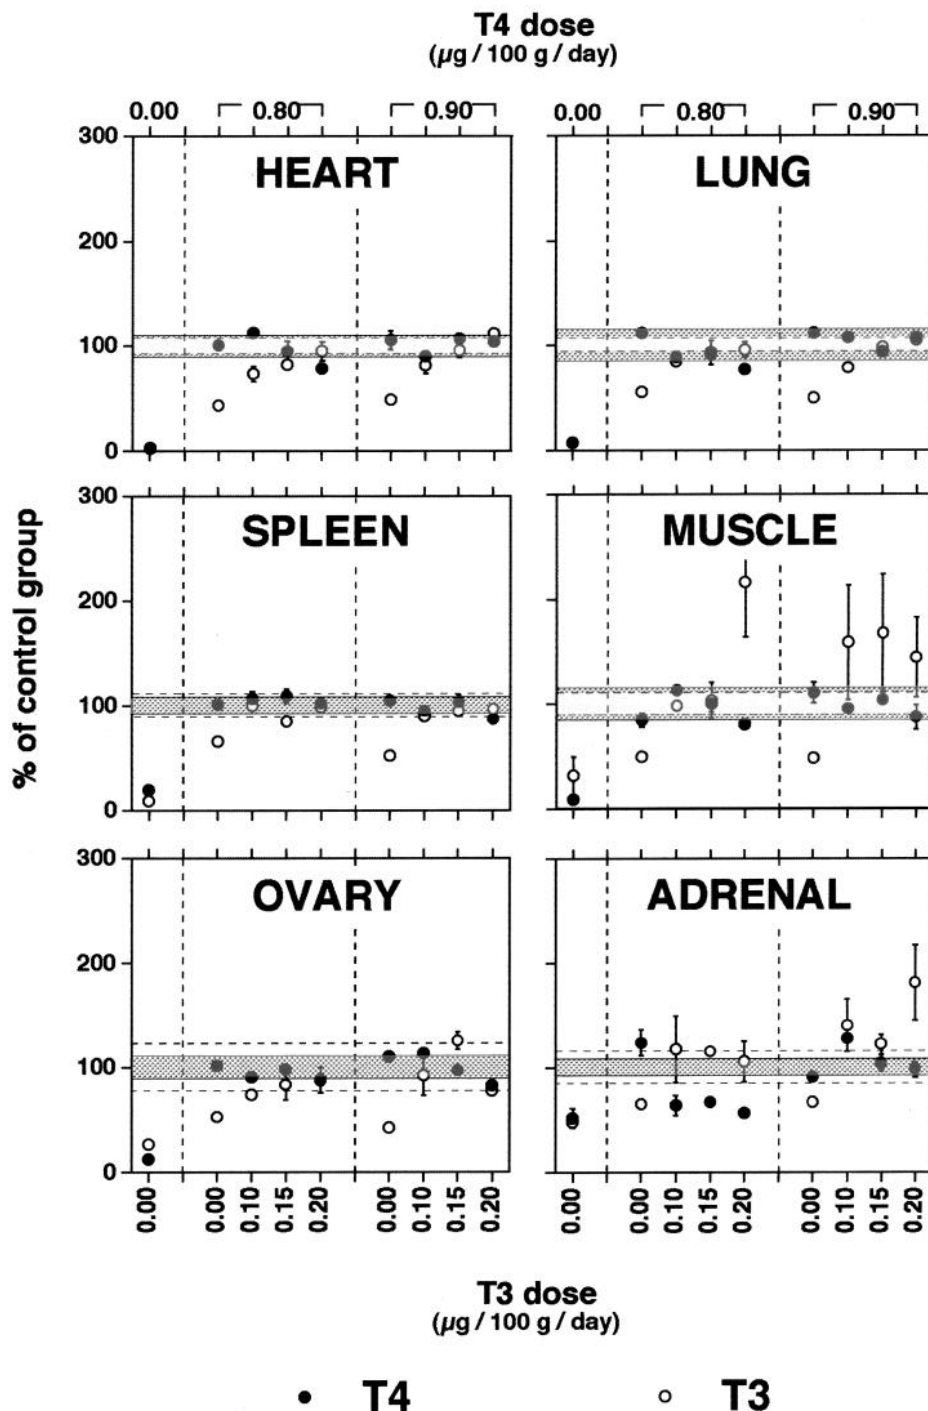 T4 dose
(µg / 100 g / day)
0.00 0.80 0.90 0.00 0.80 0.90
300
HEART LUNG
200
100
0
300
SPLEEN MUSCLE
200
100
0
% of control group
300
OVARY ADRENAL
200
100
0
0.00 0.00 0.10 0.15 0.20 0.00 0.10 0.15 0.20 0.00 0.00 0.10 0.15 0.20 0.00 0.10 0.15 0.20
T3 dose
(µg / 100 g / day)
T4 T3